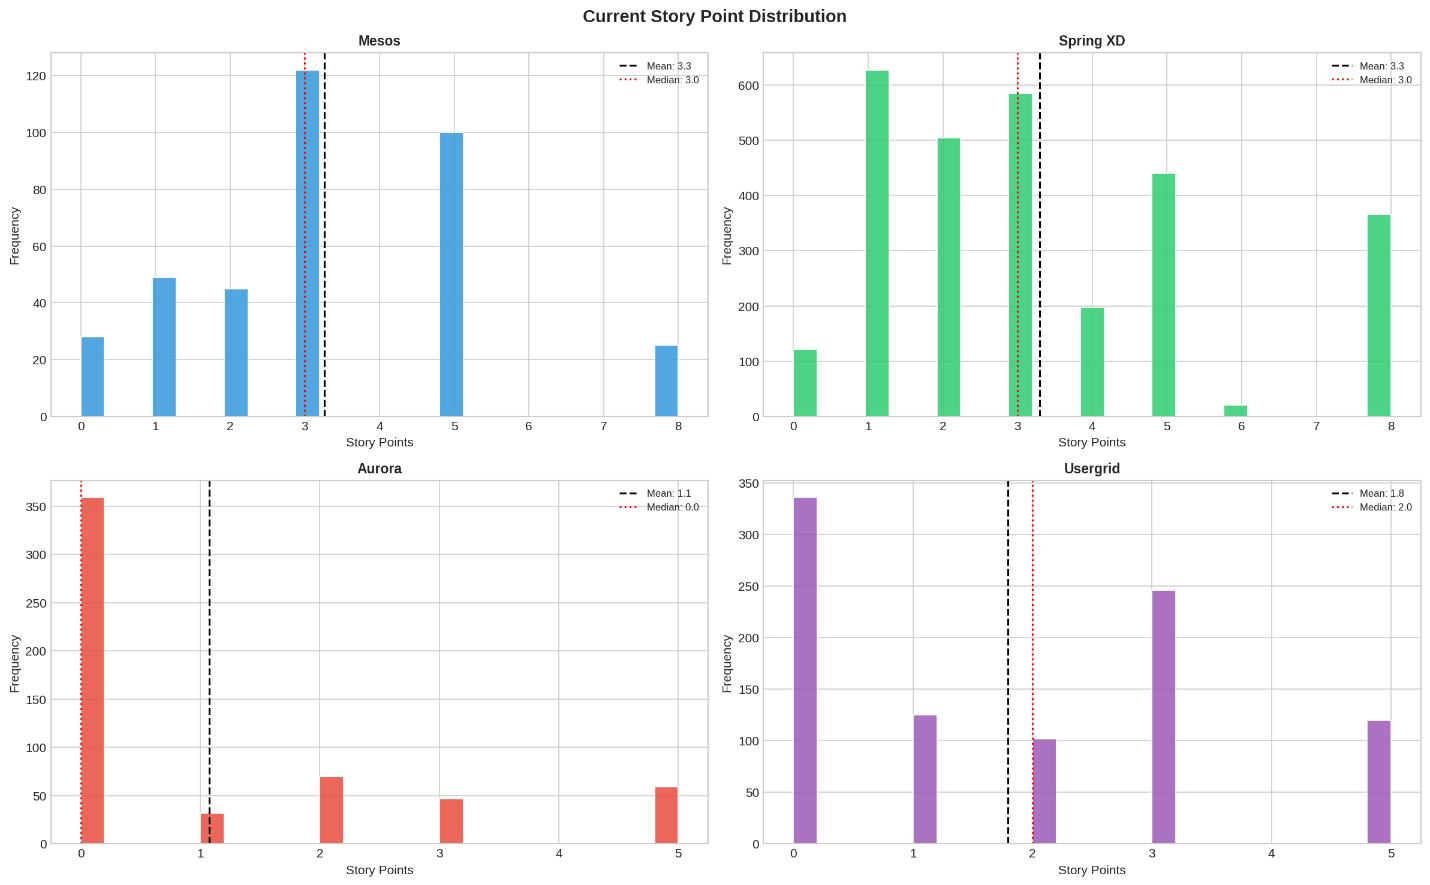 Current Story Point Distribution
Mesos
Mean: 3.3
Median: 3.0
Frequency
120
100
80
60
40
20
0
0 1 2 3 4 5 6 7 8
Story Points
Spring XD
Mean: 3.3
Median: 3.0
Frequency
600
500
400
300
200
100
0
0 1 2 3 4 5 6 7 8
Story Points
Aurora
Mean: 1.1
Median: 0.0
Frequency
350
300
250
200
150
100
50
0
0 1 2 3 4 5
Story Points
Usergrid
Mean: 1.8
Median: 2.0
Frequency
350
300
250
200
150
100
50
0
0 1 2 3 4 5
Story Points